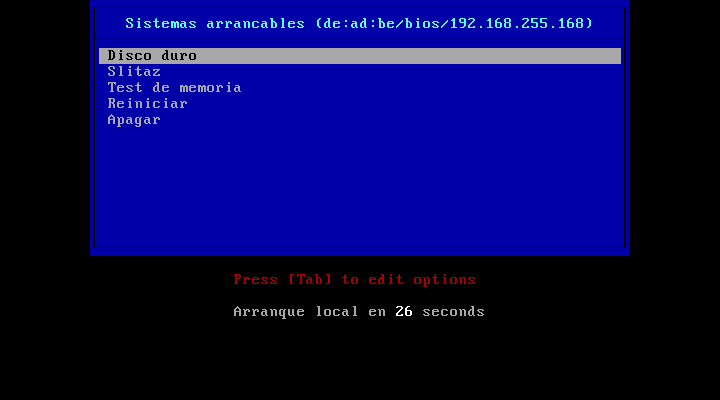 Sistemas arrancables (de:ad:be/bios/192.168.255.168)
Disco duro
Slitaz
Test de memoria
Reiniciar
Apagar
Press [Tab] to edit options
Arranque local en 26 seconds